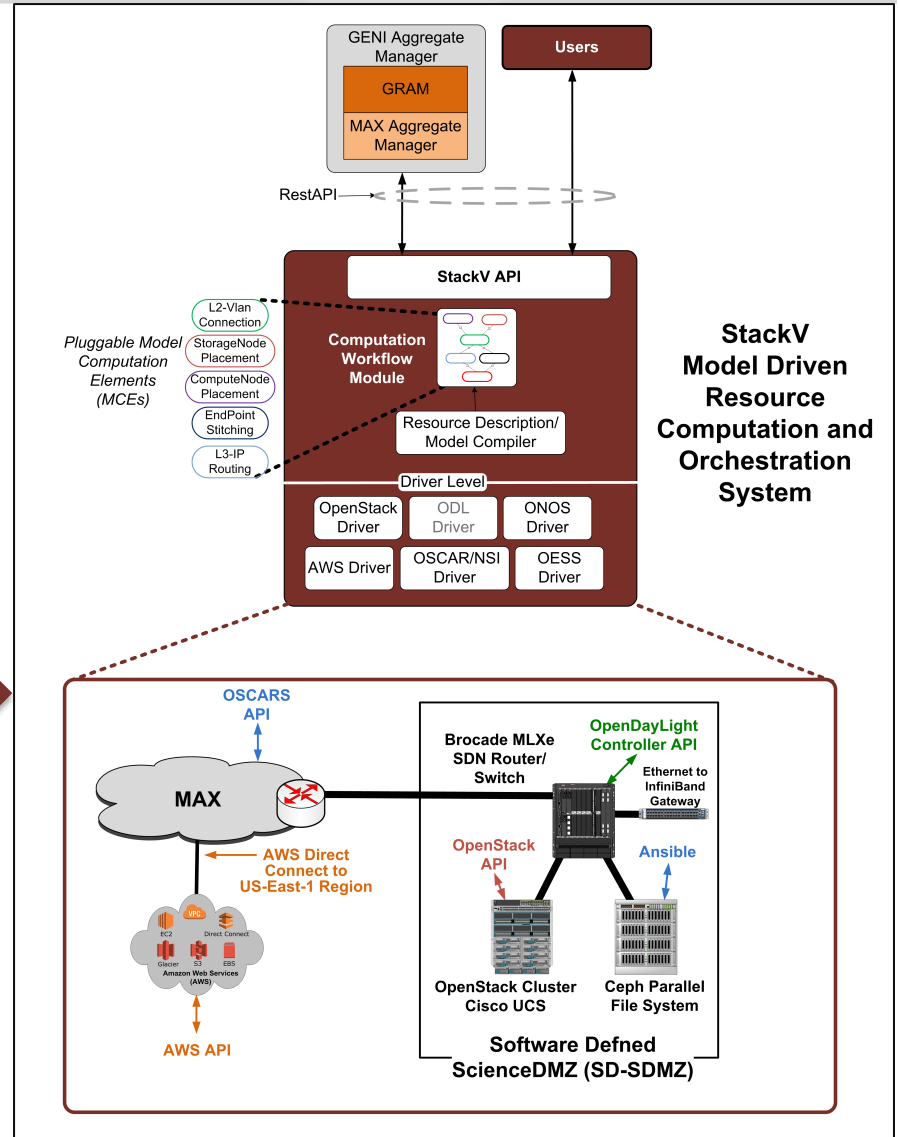 GENI Aggregate
Manager
GRAM
MAX Aggregate
Manager
Users
RestAPI
StackV API
L2-Vlan
Connection
StorageNode
Placement
ComputeNode
Placement
EndPoint
Stitching
L3-IP
Routing
Pluggable Model
Computation
Elements
(MCEs)
Computation
Workflow
Module
Resource Description/
Model Compiler
StackV
Model Driven
Resource
Computation and
Orchestration
System
Driver Level
OpenStack
Driver
ODL
Driver
ONOS
Driver
AWS Driver
OSCAR/NSI
Driver
OESS
Driver
OSCARS
API
MAX
AWS Direct
Connect to
US-East-1 Region
VPC
EC2
Direct Connect
Glacier
S3
EBS
Amazon Web Services
(AWS)
AWS API
Brocade MLXe
SDN Router/
Switch
OpenDayLight
Controller API
Ethernet to
InfiniBand
Gateway
OpenStack
API
Ansible
OpenStack Cluster
Cisco UCS
Ceph Parallel
File System
Software Defned
ScienceDMZ (SD-SDMZ)